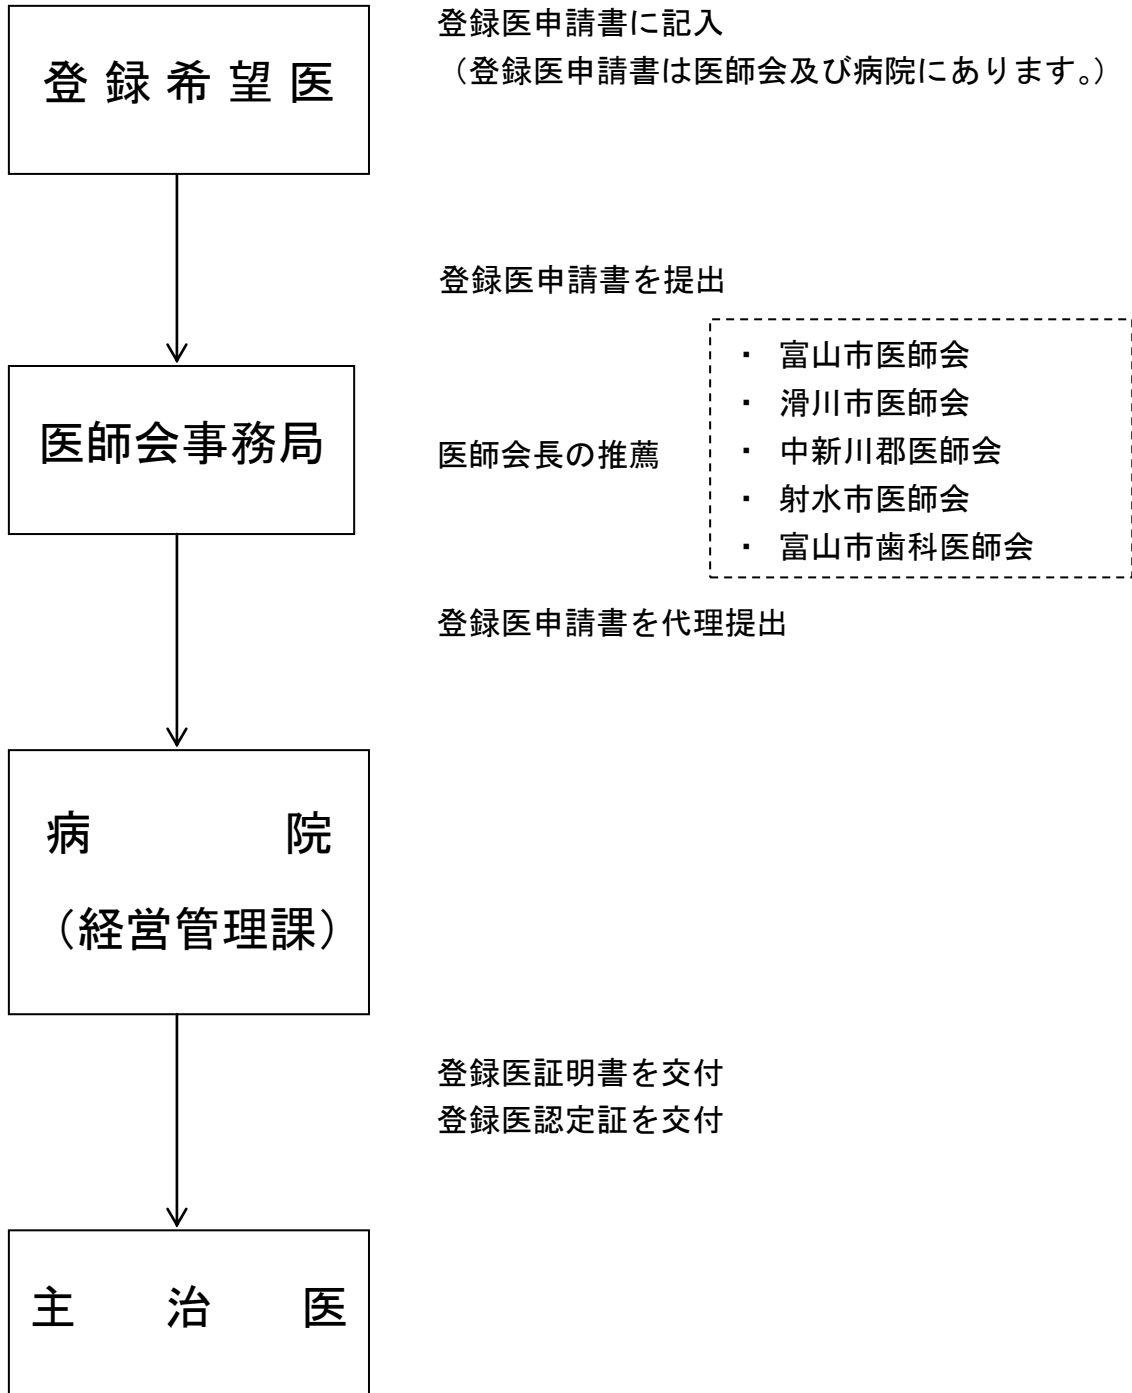 登録医申請書に記入
登録希望医
（登録医申請書は医師会及び病院にあります。）
登録医申請書を提出
医師会事務局
医師会長の推薦
・ 富山市医師会
・ 滑川市医師会
・ 中新川郡医師会
・ 射水市医師会
・ 富山市歯科医師会
登録医申請書を代理提出
病 院
（経営管理課）
登録医証明書を交付
登録医認定証を交付
主 治 医